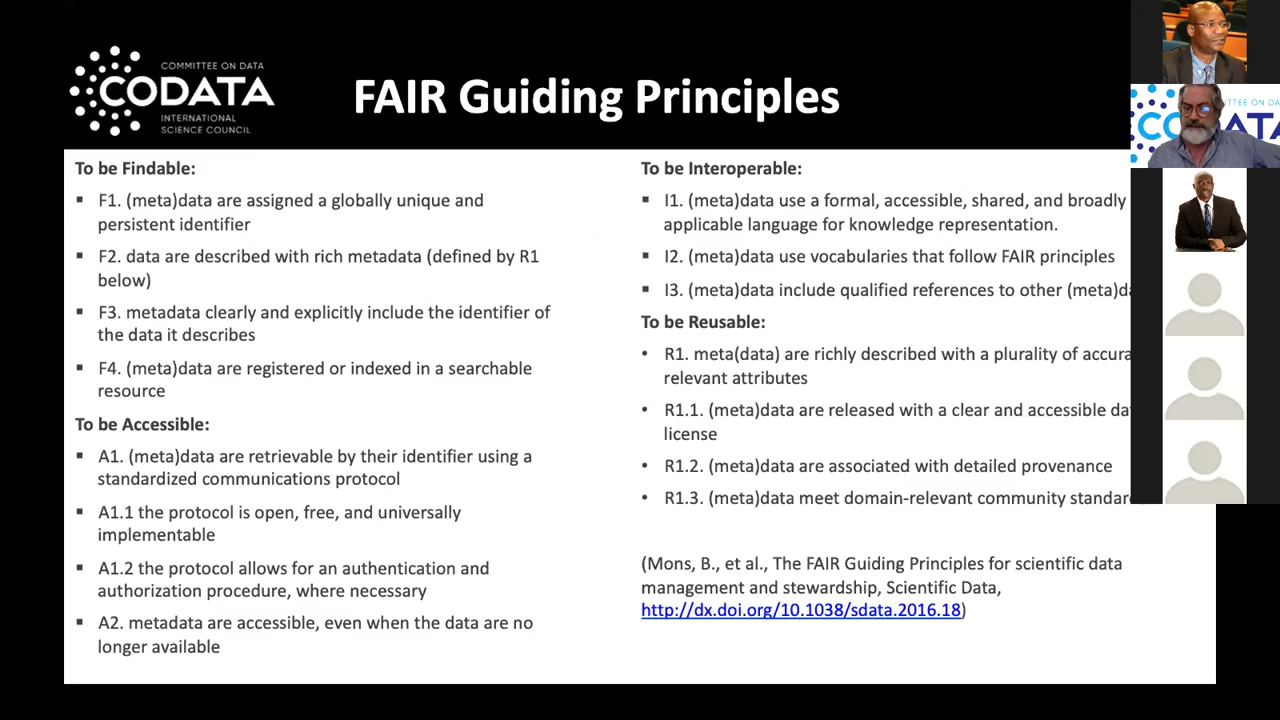 COMMITTEE ON DATA
CODATA
INTERNATIONAL
SCIENCE COUNCIL
FAIR Guiding Principles
To be Findable:
▪ F1. (meta)data are assigned a globally unique and
persistent identifier
▪ F2. data are described with rich metadata (defined by R1
below)
▪ F3. metadata clearly and explicitly include the identifier of
the data it describes
▪ F4. (meta)data are registered or indexed in a searchable
resource
To be Accessible:
▪ A1. (meta)data are retrievable by their identifier using a
standardized communications protocol
▪ A1.1 the protocol is open, free, and universally
implementable
▪ A1.2 the protocol allows for an authentication and
authorization procedure, where necessary
▪ A2. metadata are accessible, even when the data are no
longer available
To be Interoperable:
▪ I1. (meta)data use a formal, accessible, shared, and broadly
applicable language for knowledge representation.
▪ I2. (meta)data use vocabularies that follow FAIR principles
▪ I3. (meta)data include qualified references to other
To be Reusable:
• R1. meta(data) are richly described with a plurality of
relevant attributes
• R1.1. (meta)data are released with a clear and accessible
license
• R1.2. (meta)data are associated with detailed provenance
• R1.3. (meta)data meet domain-relevant community
(Mons, B., et al., The FAIR Guiding Principles for scientific data
management and stewardship, Scientific Data,
http://dx.doi.org/10.1038/sdata.2016.18)